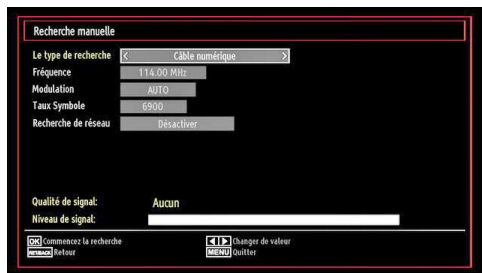 Recherche manuelle
Le type de recherche < Câble numérique >
Fréquence 114.00 MHz
Modulation AUTO
Taux Symbole 6900
Recherche de réseau Désactiver
Qualité de signal: Aucun
Niveau de signal:
OK Commencez la recherche ◀ ▶ Changer de valeur
RET/BACK Retour MENU Quitter